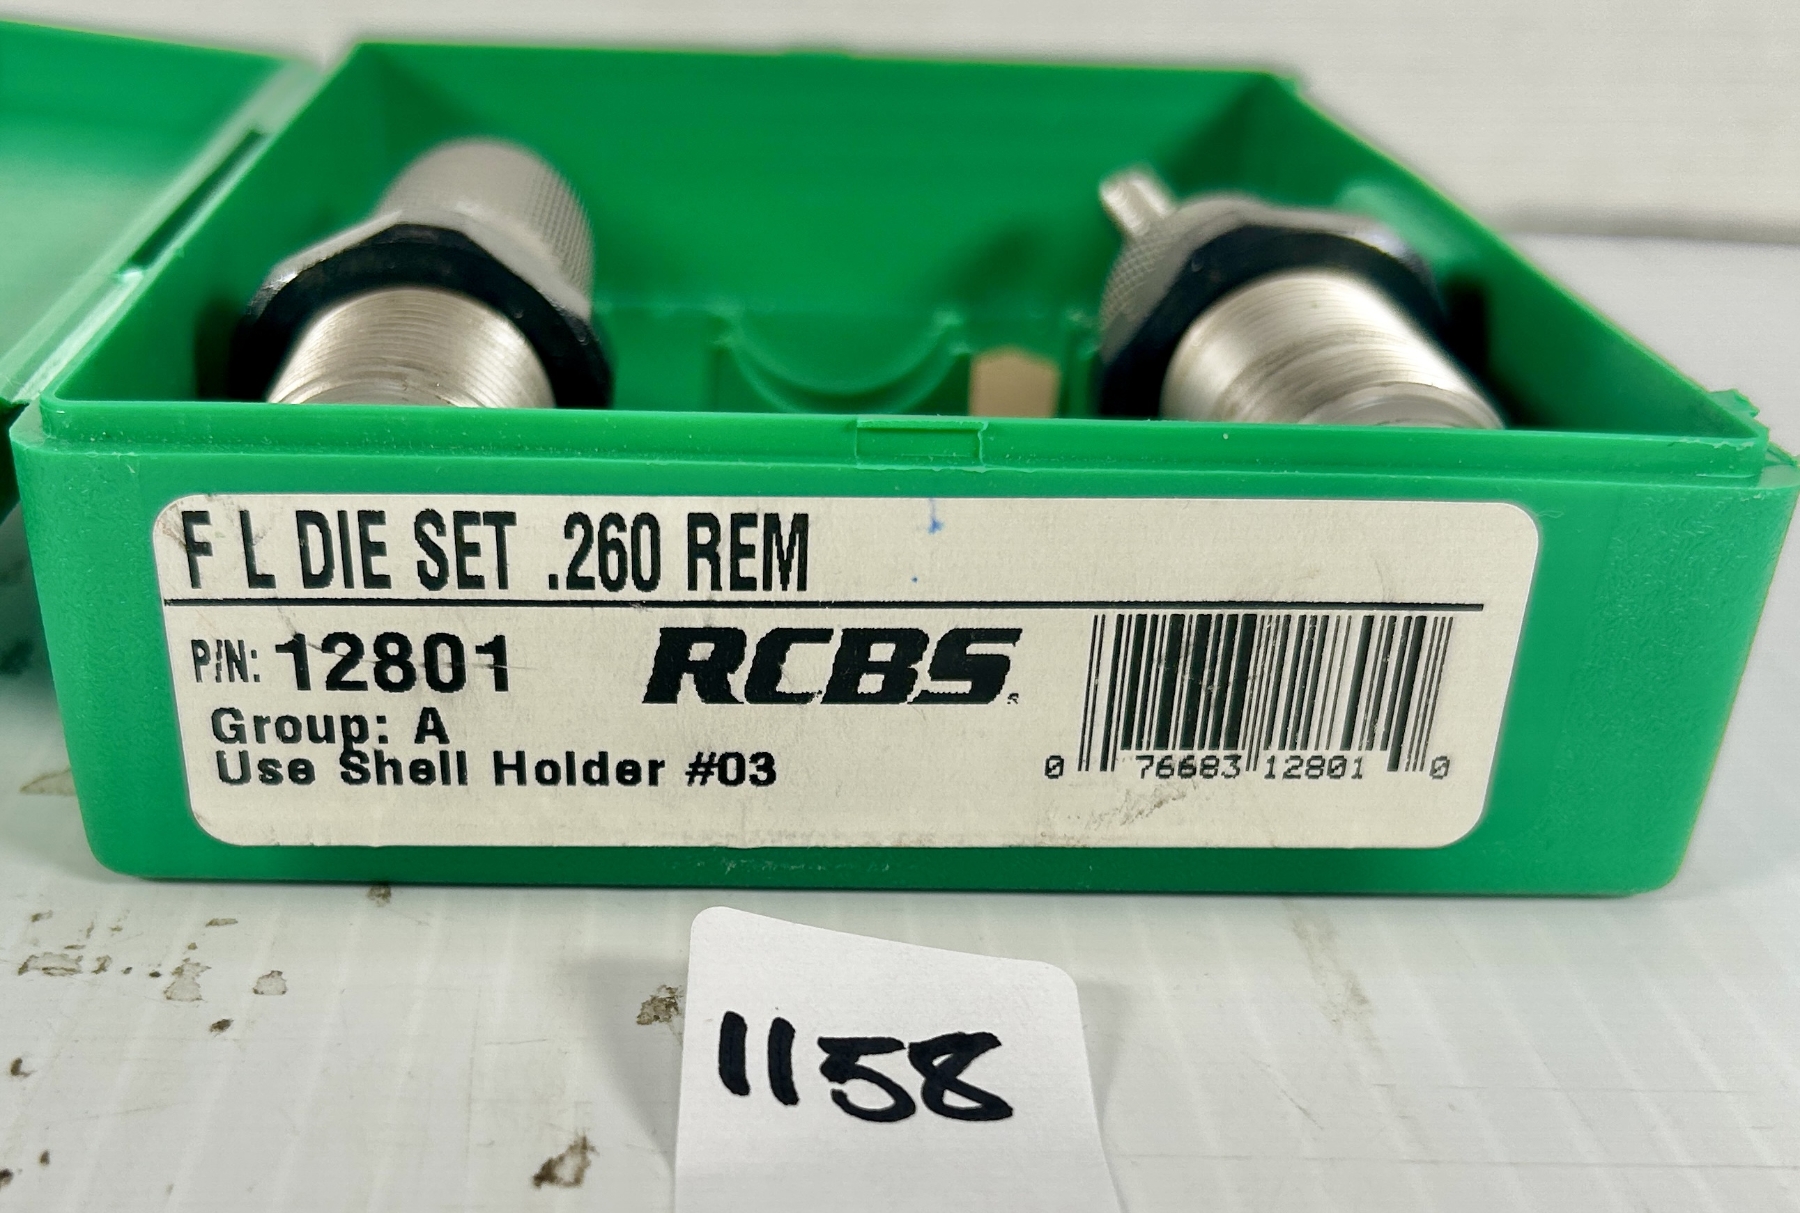 F L DIE SET .260 REM
P/N: 12801
RCBS
Group: A
Use Shell Holder #03
0 76683 12801 0
1158